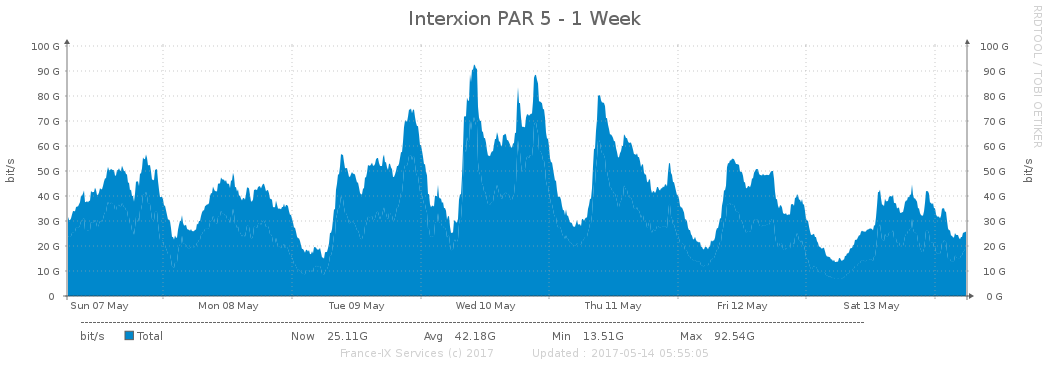 Interxion PAR 5 - 1 Week
RRDTOOL / TOBI OETIKER
bit/s
bit/s
100 G
90 G
80 G
70 G
60 G
50 G
40 G
30 G
20 G
10 G
0
100 G
90 G
80 G
70 G
60 G
50 G
40 G
30 G
20 G
10 G
0 G
Sun 07 May Mon 08 May Tue 09 May Wed 10 May Thu 11 May Fri 12 May Sat 13 May
bit/s Total Now 25.11G Avg 42.18G Min 13.51G Max 92.54G
France-IX Services (c) 2017 Updated : 2017-05-14 05:55:05